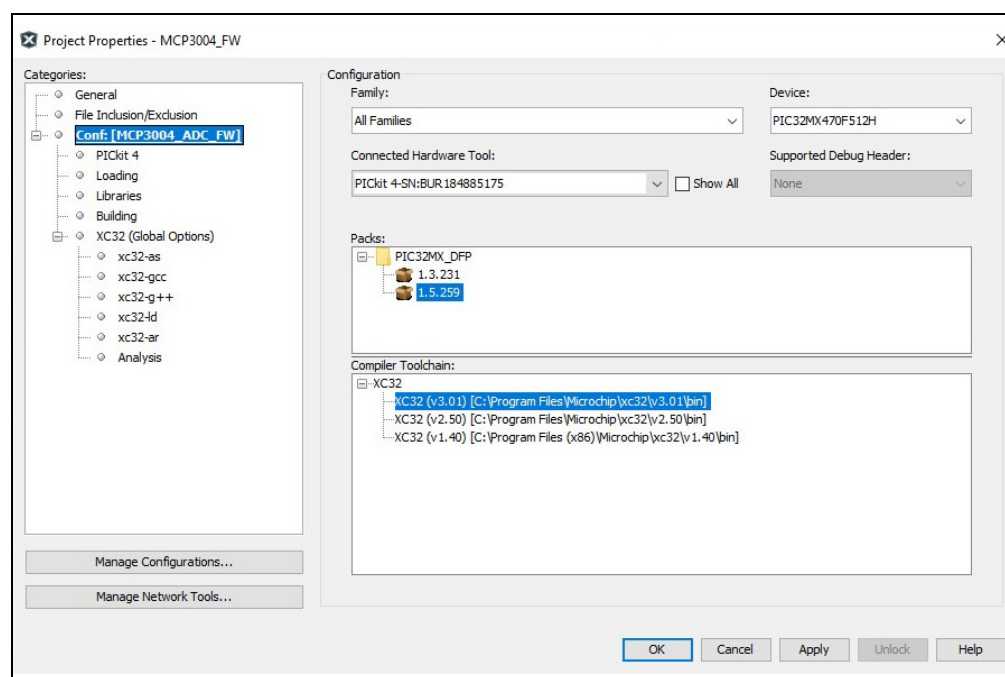 Project Properties - MCP3004_FW
Categories:
General
File Inclusion/Exclusion
Conf: [MCP3004_ADC_FW]
PICkit 4
Loading
Libraries
Building
XC32 (Global Options)
xc32-as
xc32-gcc
xc32-g++
xc32-ld
xc32-ar
Analysis
Manage Configurations...
Manage Network Tools...
Configuration
Family:
Device:
All Families
PIC32MX470F512H
Connected Hardware Tool:
Supported Debug Header:
PICkit 4-SN:BUR184885175
Show All
None
Packs:
PIC32MX_DFP
1.3.231
1.5.259
Compiler Toolchain:
XC32
XC32 (v3.01) [C:\Program Files\Microchip\xc32\v3.01\bin]
XC32 (v2.50) [C:\Program Files\Microchip\xc32\v2.50\bin]
XC32 (v1.40) [C:\Program Files (x86)\Microchip\xc32\v1.40\bin]
OK
Cancel
Apply
Unlock
Help